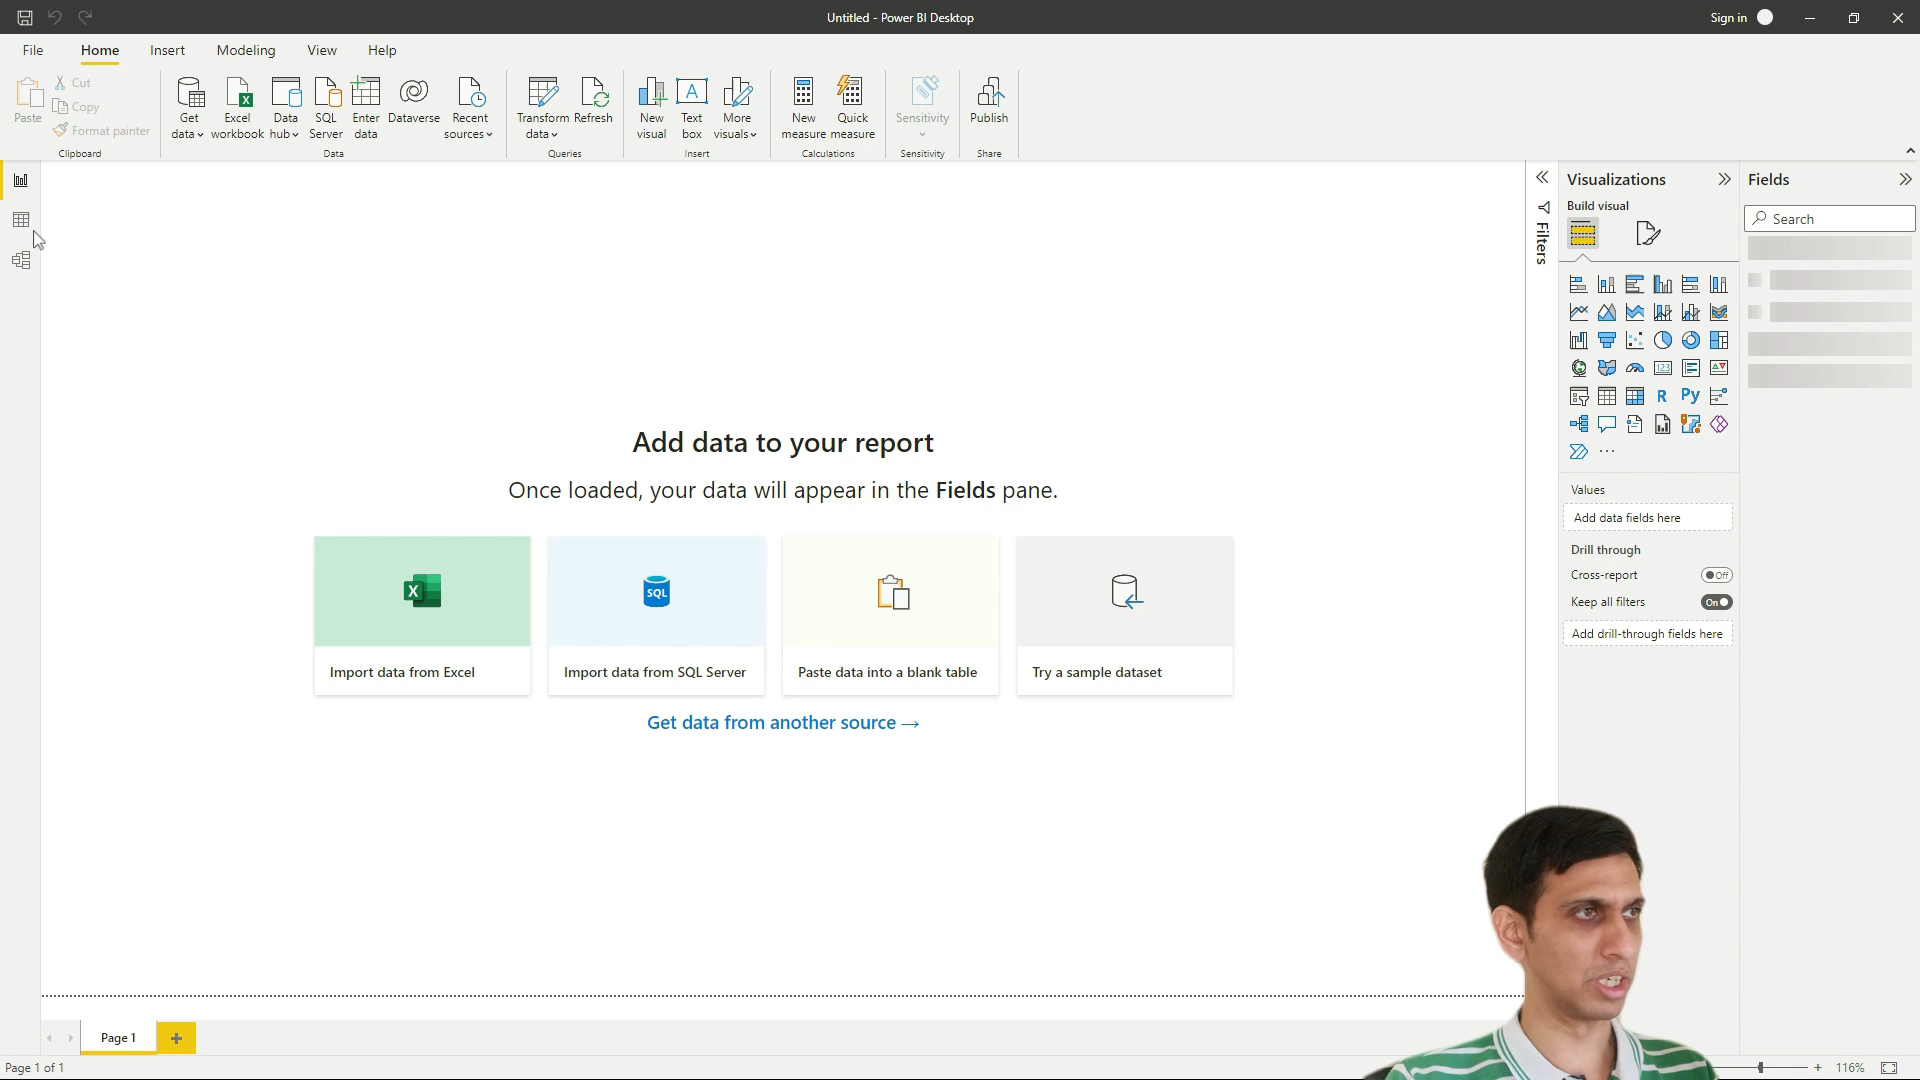 Untitled - Power BI Desktop
Sign in
File Home Insert Modeling View Help
Paste
Cut
Copy
Format painter
Clipboard
Get data
Excel workbook
Data hub
SQL Server
Enter data
Dataverse
Recent sources
Data
Transform data
Refresh
Queries
New visual
A
Text box
More visuals
Insert
New measure
Quick measure
Calculations
Sensitivity
Sensitivity
Publish
Share
Filters
Visualizations
Build visual
123
R
Py
Values
Add data fields here
Drill through
Cross-report
Off
Keep all filters
On
Add drill-through fields here
Fields
Search
Add data to your report
Once loaded, your data will appear in the Fields pane.
X
SQL
Import data from Excel
Import data from SQL Server
Paste data into a blank table
Try a sample dataset
Get data from another source →
Page 1
+
Page 1 of 1
+ 116%